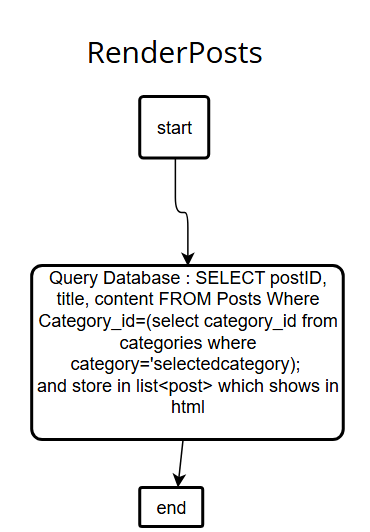 RenderPosts
start
Query Database : SELECT postID,
title, content FROM Posts Where
Category_id=(select category_id from
categories where
category='selectedcategory);
and store in list<post> which shows in
html
end